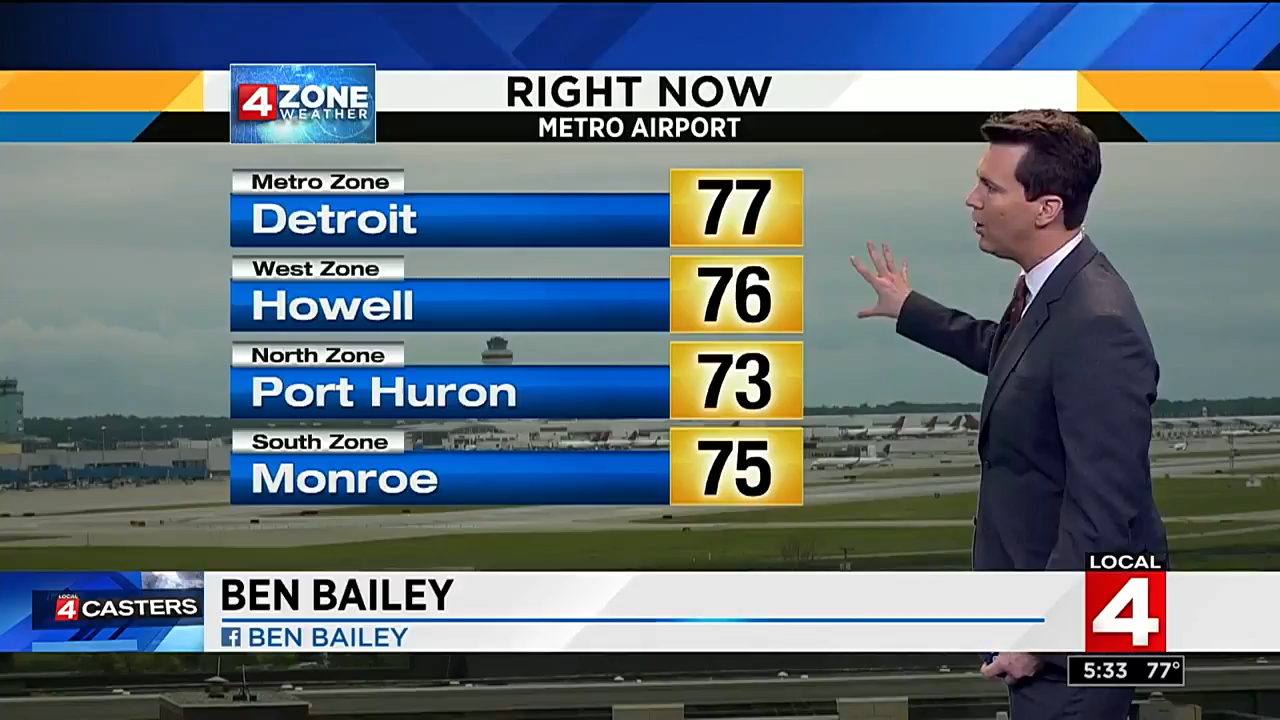 4 ZONE
WEATHER
RIGHT NOW
METRO AIRPORT
Metro Zone
Detroit
77
West Zone
Howell
76
North Zone
Port Huron
73
South Zone
Monroe
75
LOCAL
4 CASTERS
BEN BAILEY
BEN BAILEY
LOCAL
4
5:33 77°